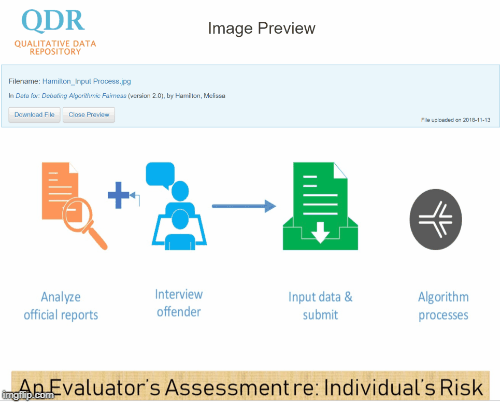 QDR
QUALITATIVE DATA
REPOSITORY
Image Preview
Filename: Hamilton_Input Process.jpg
In Data for: Debating Algorithmic Fairness (version 2.0), by Hamilton, Melissa
Download File
Close Preview
File uploaded on 2018-11-13
Analyze
official reports
Interview
offender
Input data &
submit
Algorithm
processes
An Evaluator's Assessment re: Individual's Risk
imgflip.com